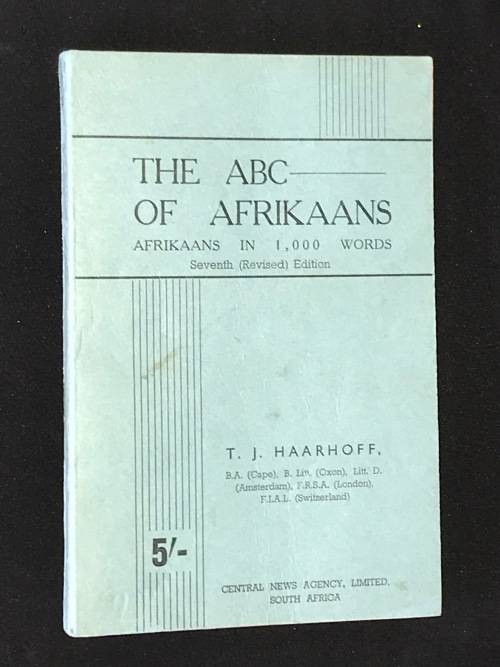 THE ABC
OF AFRIKAANS
AFRIKAANS IN 1,000 WORDS
Seventh (Revised) Edition
T. J. HAARHOFF,
B.A. (Cape), B. Litt. (Oxon), Litt. D.
(Amsterdam), F.R.S.A. (London),
F.I.A.L. (Switzerland)
5/-
CENTRAL NEWS AGENCY, LIMITED.
SOUTH AFRICA